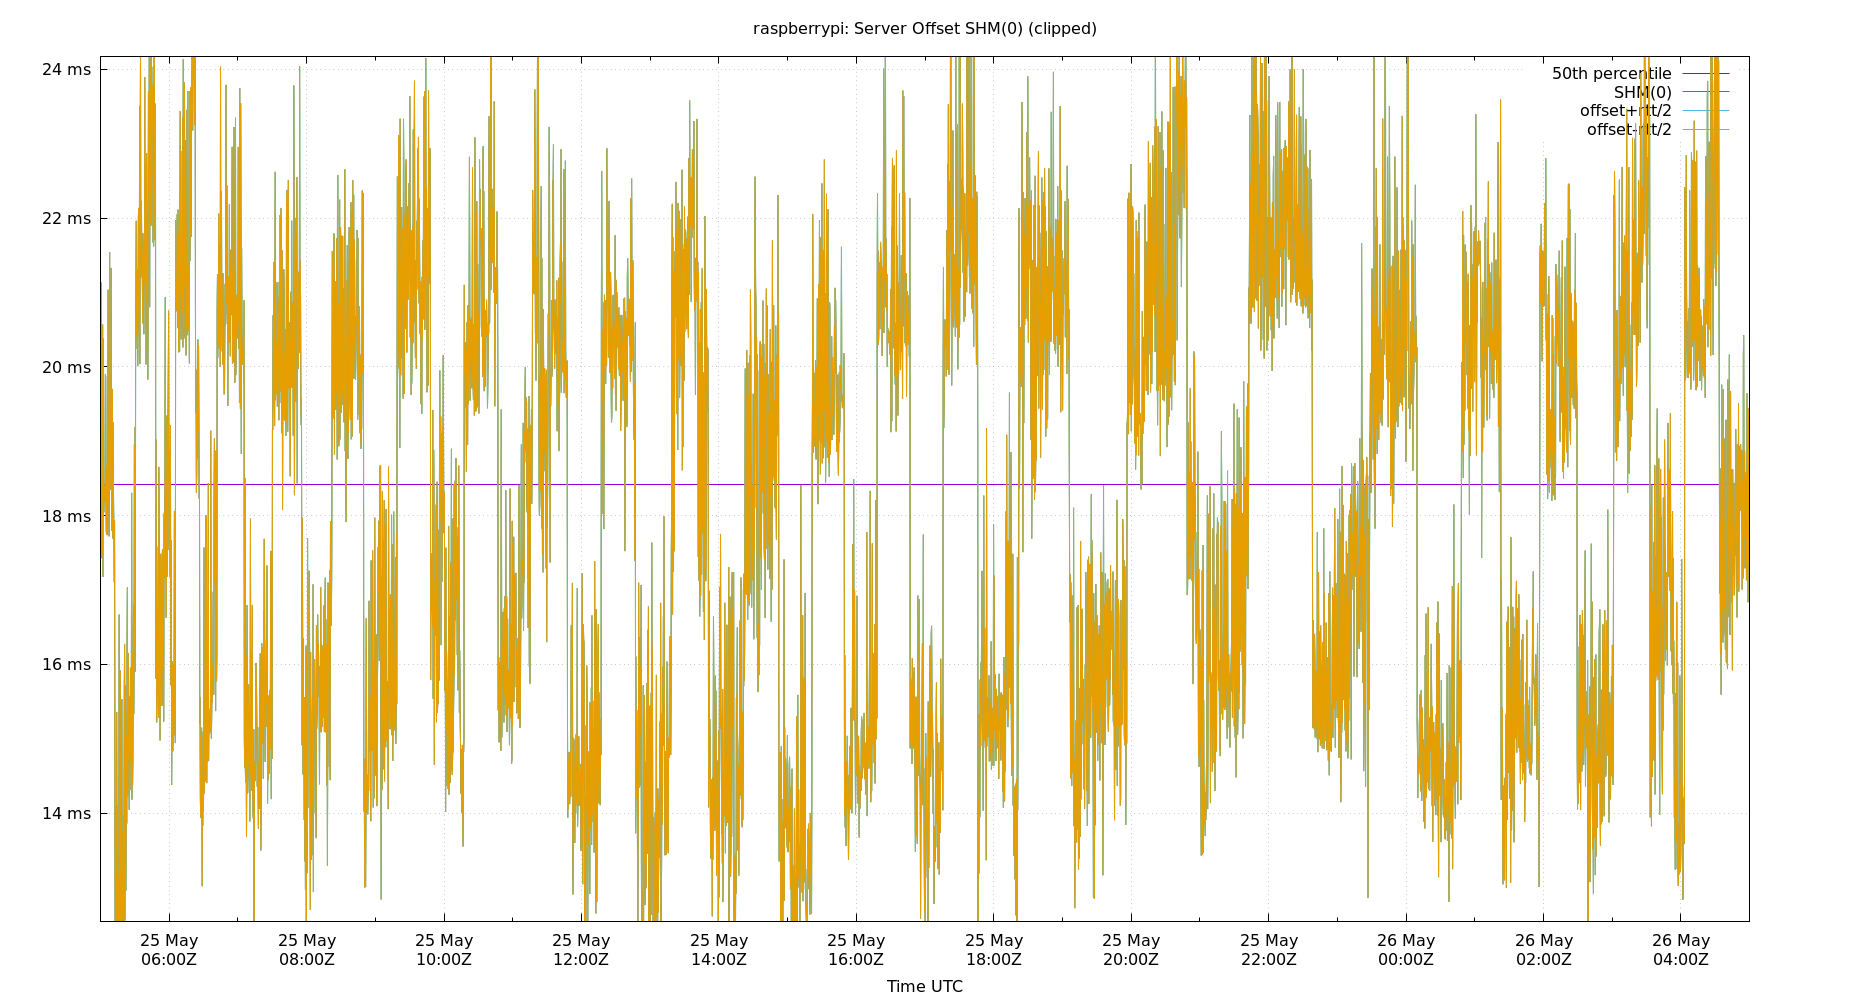 raspberrypi: Server Offset SHM(0) (clipped)
24 ms
22 ms
20 ms
18 ms
16 ms
14 ms
50th percentile
SHM(0)
offset+rtt/2
offset-rtt/2
25 May 25 May 25 May 25 May 25 May 25 May 25 May 25 May 25 May 26 May 26 May 26 May
06:00Z 08:00Z 10:00Z 12:00Z 14:00Z 16:00Z 18:00Z 20:00Z 22:00Z 00:00Z 02:00Z 04:00Z
Time UTC